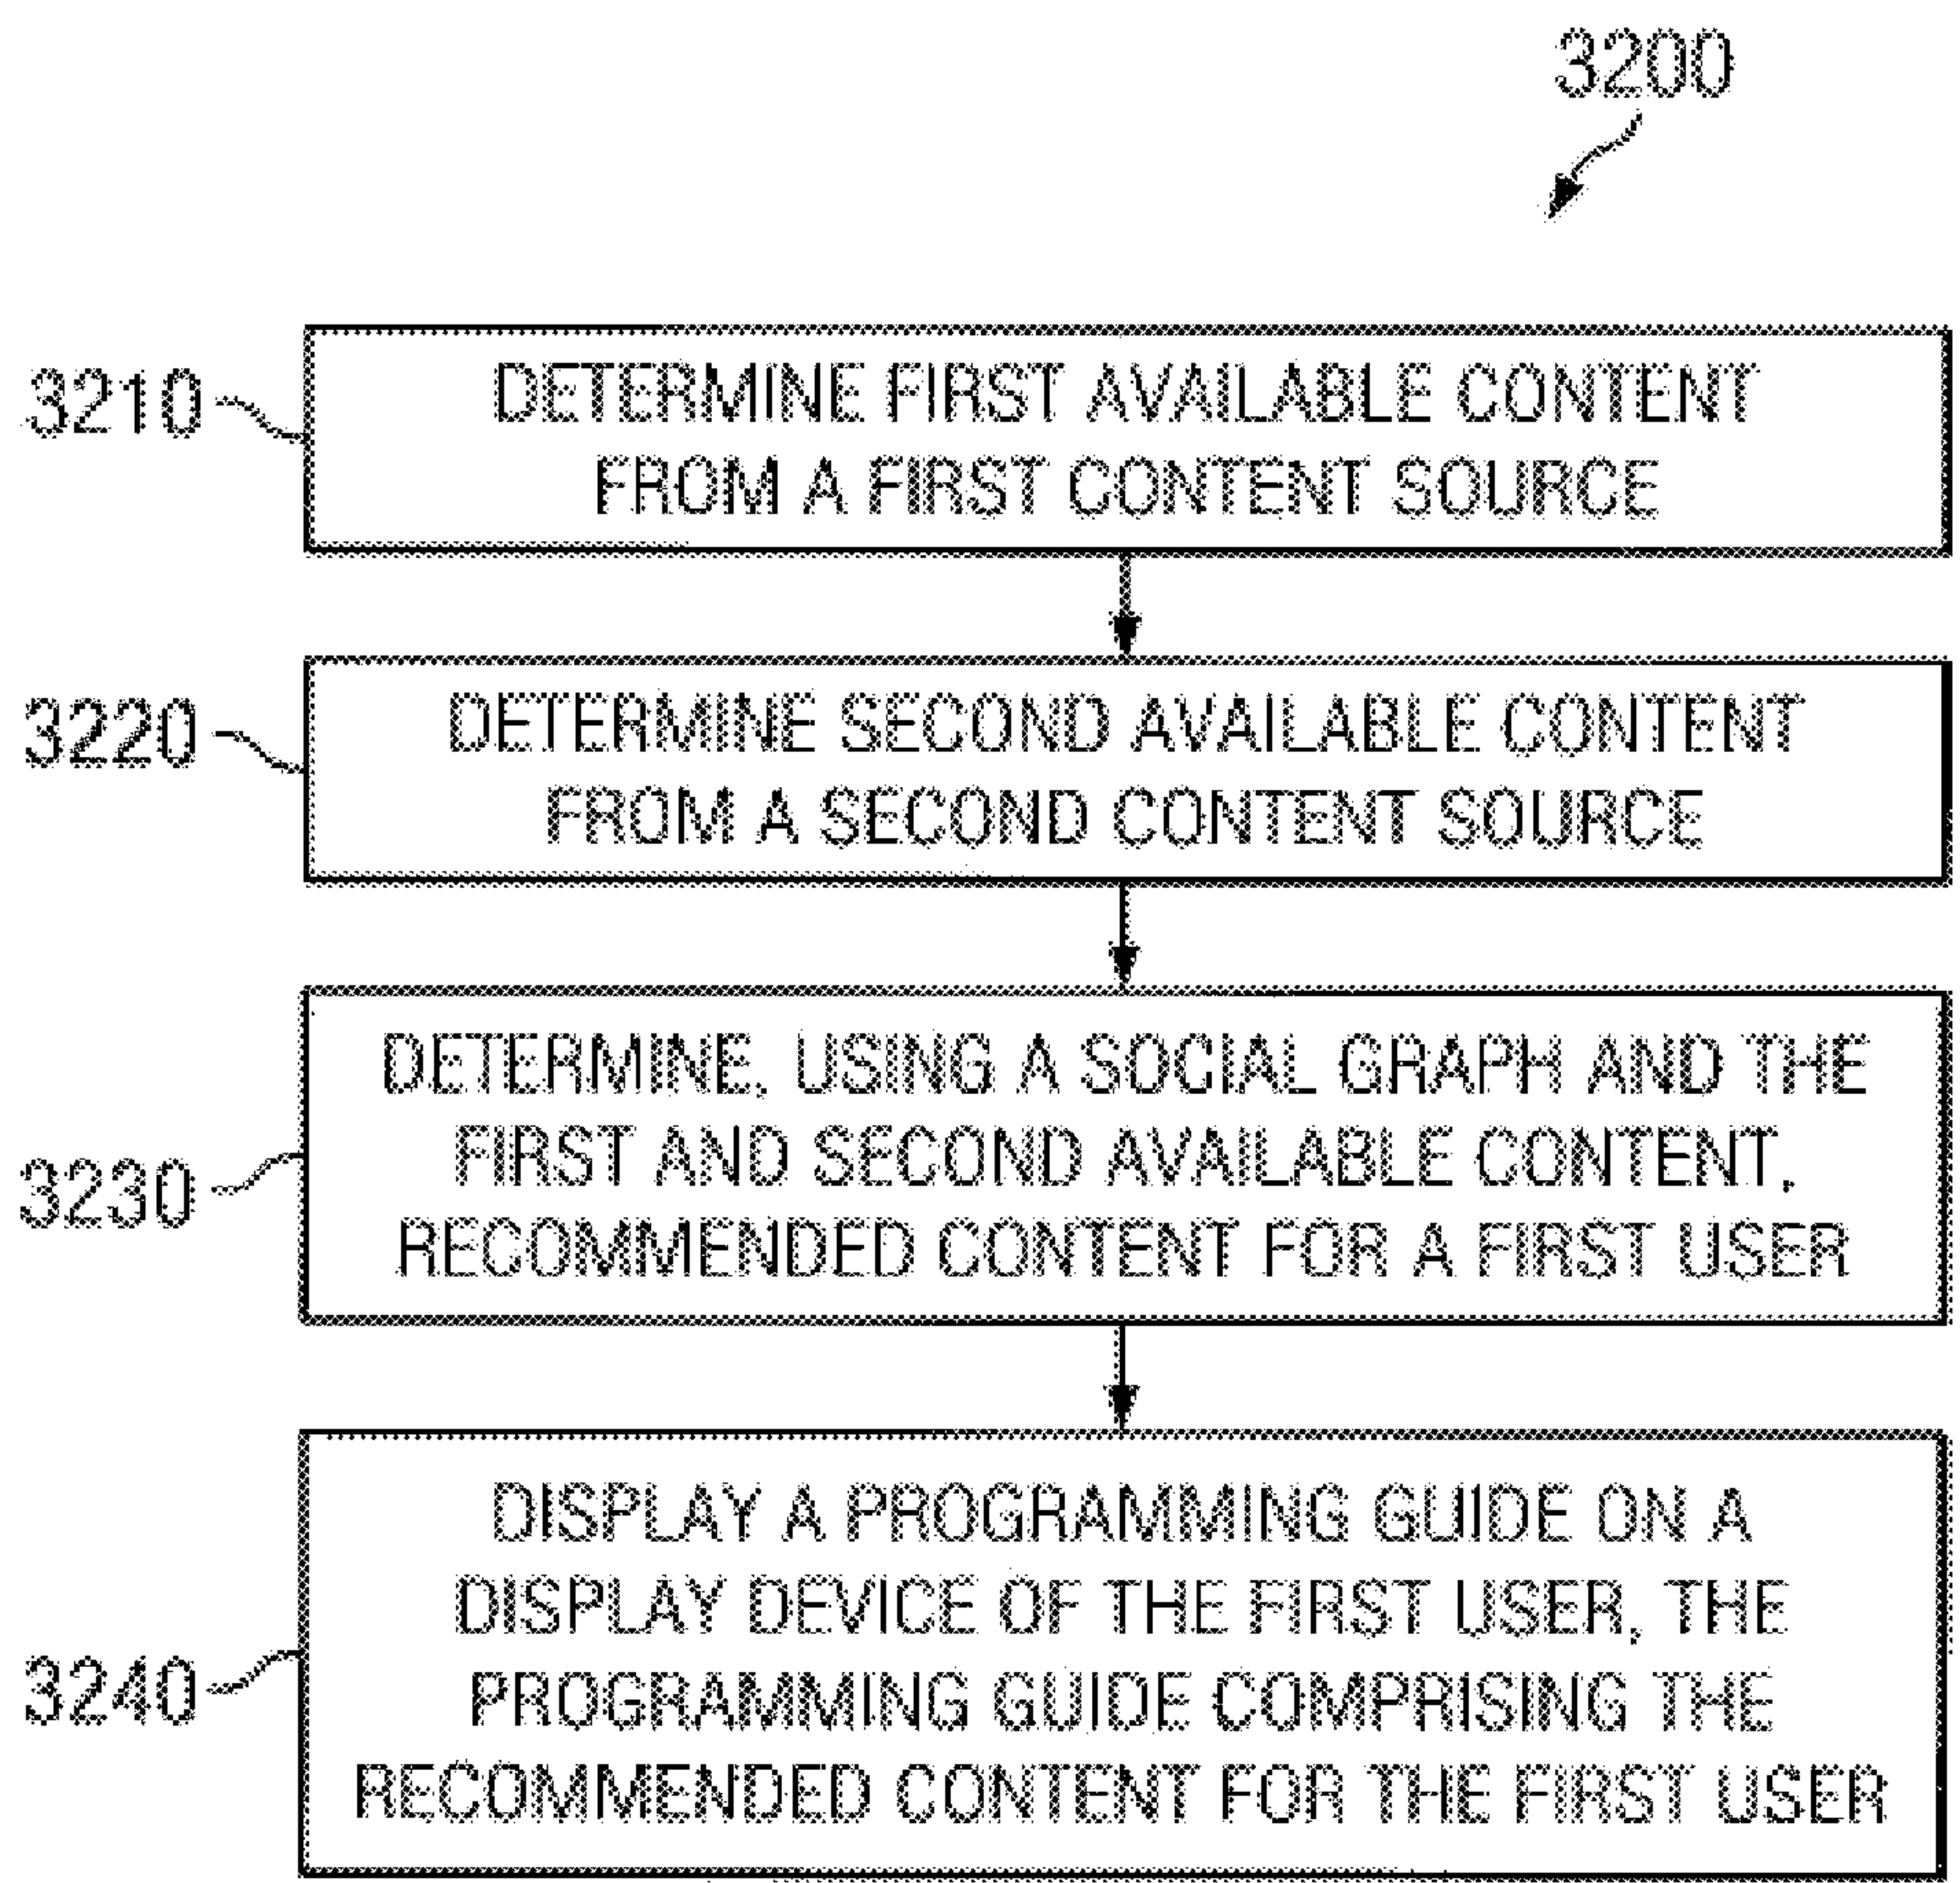 3200
3210
DETERMINE FIRST AVAILABLE CONTENT
FROM A FIRST CONTENT SOURCE
3220
DETERMINE SECOND AVAILABLE CONTENT
FROM A SECOND CONTENT SOURCE
3230
DETERMINE, USING A SOCIAL GRAPH AND THE
FIRST AND SECOND AVAILABLE CONTENT,
RECOMMENDED CONTENT FOR A FIRST USER
3240
DISPLAY A PROGRAMMING GUIDE ON A
DISPLAY DEVICE OF THE FIRST USER, THE
PROGRAMMING GUIDE COMPRISING THE
RECOMMENDED CONTENT FOR THE FIRST USER